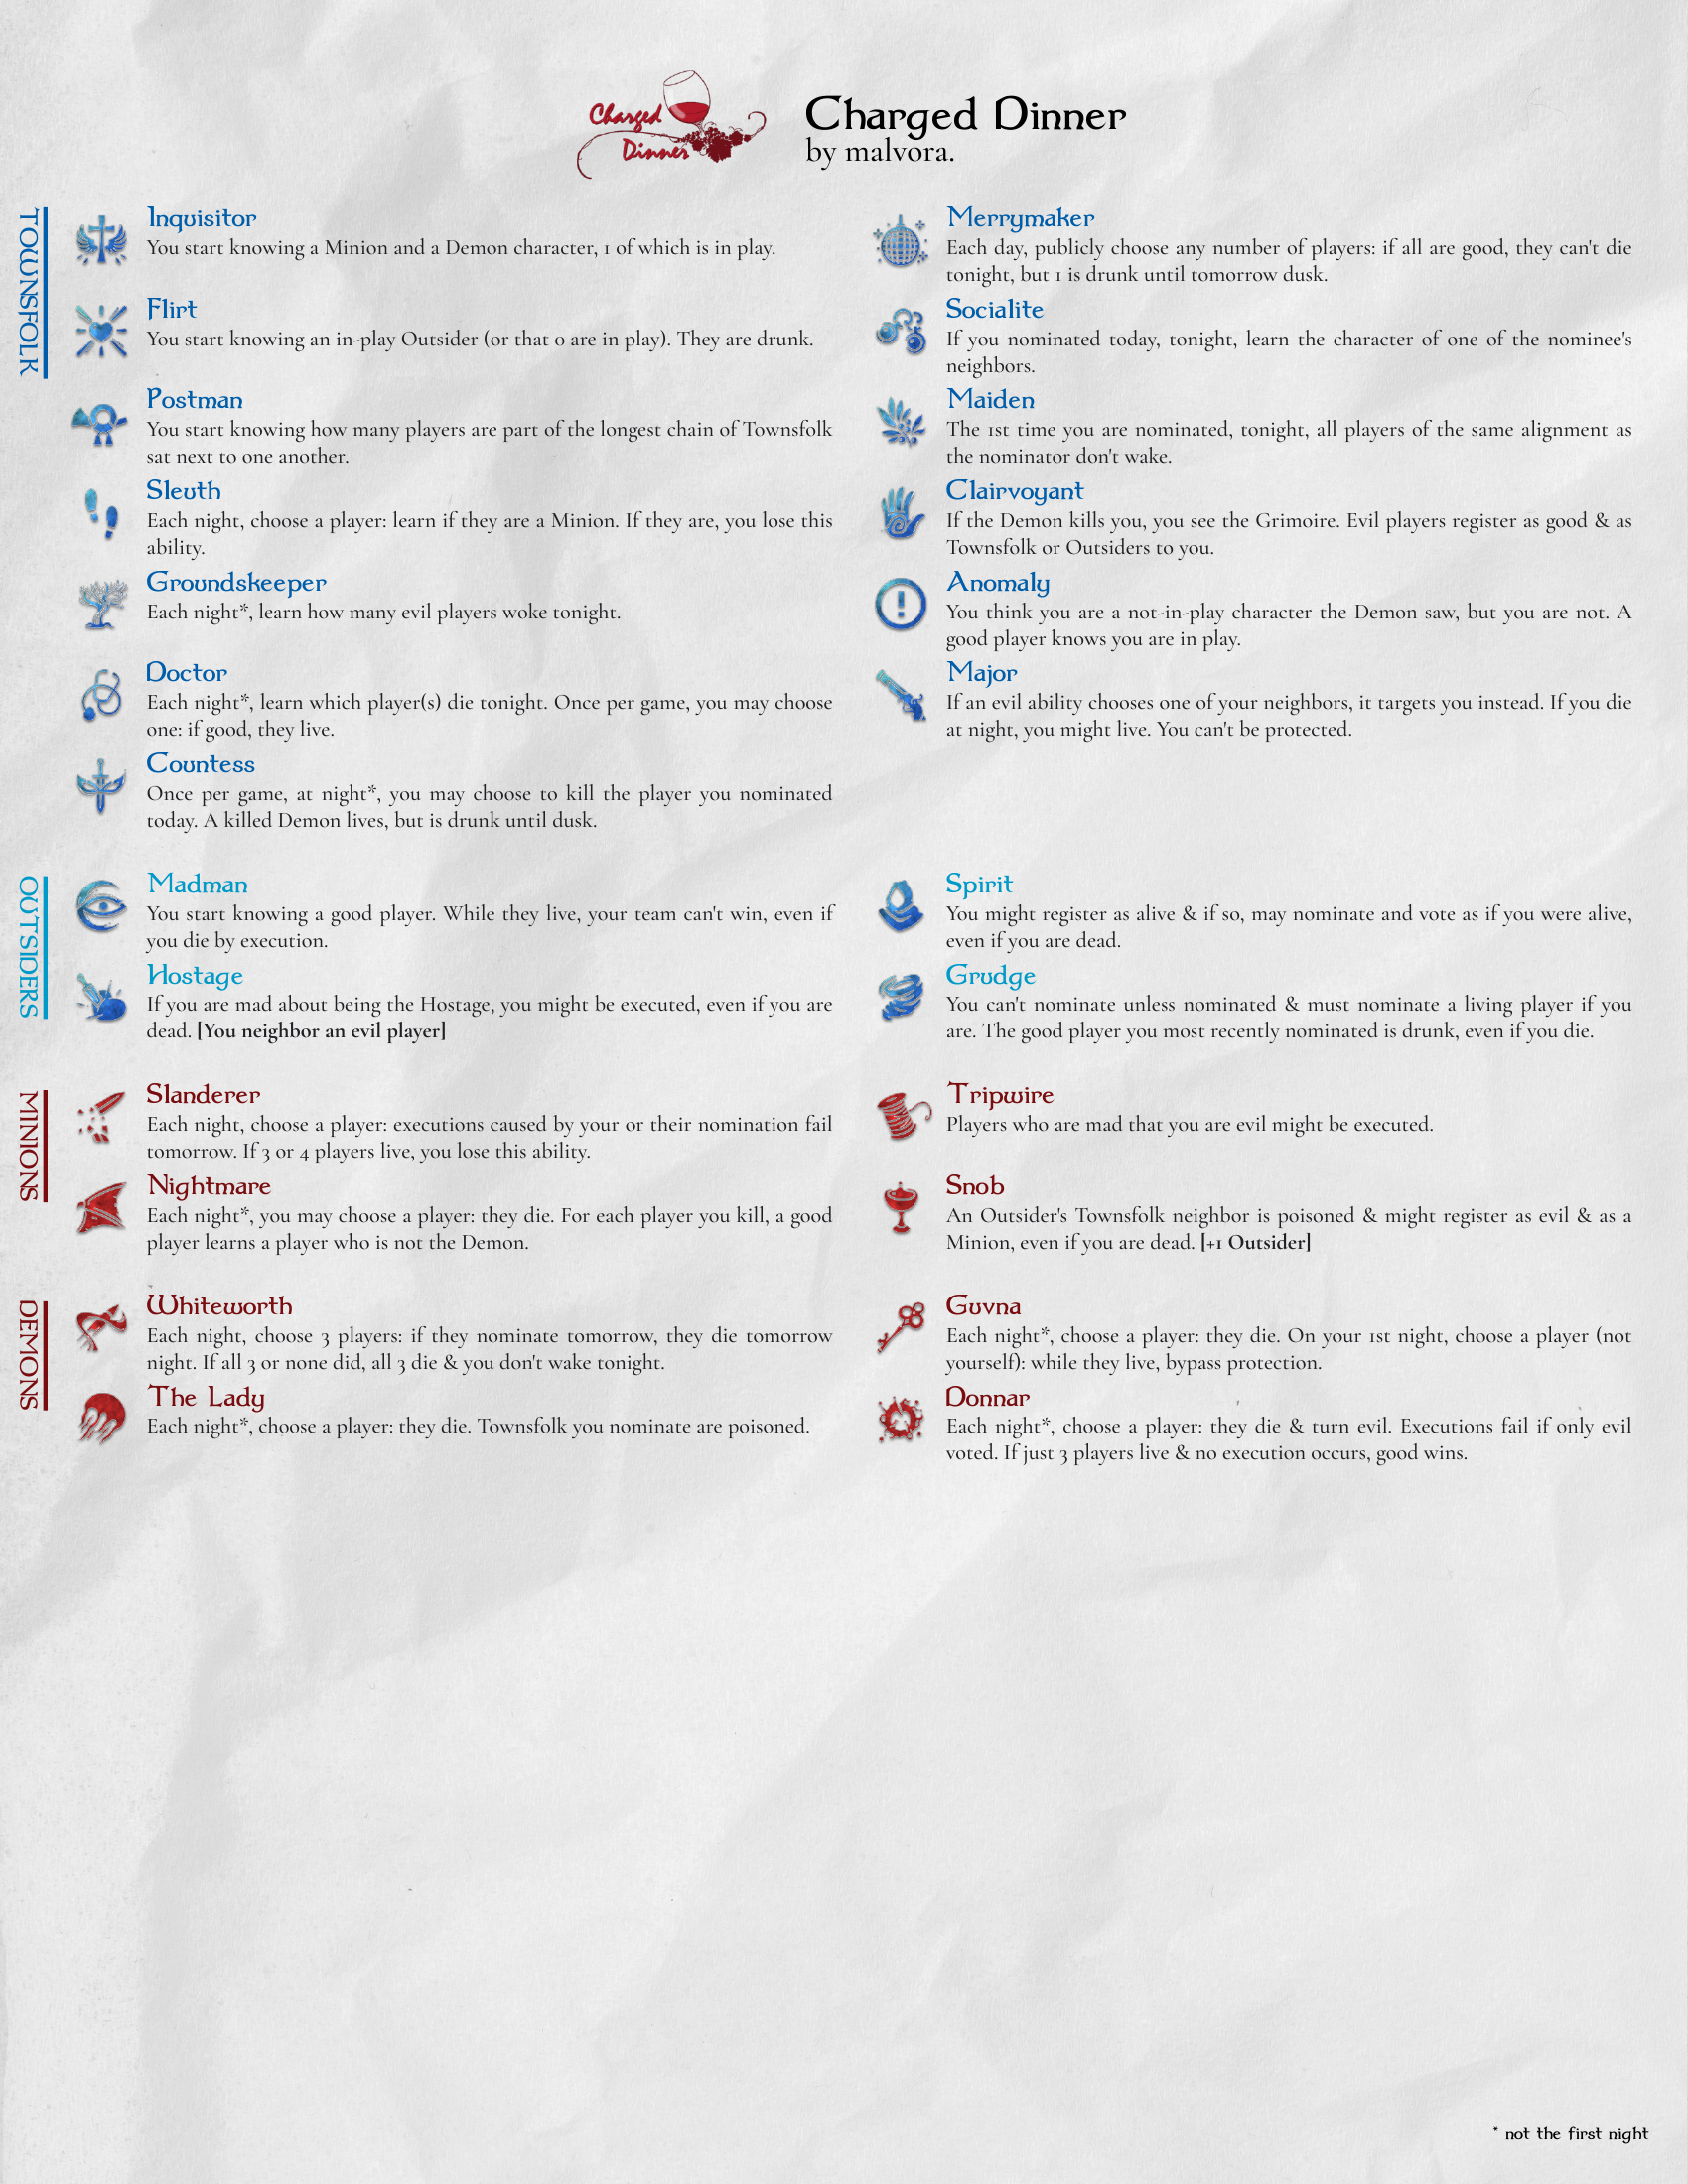 Charged
Dinner
Charged Dinner
by malvora.
TOWNSFOLK
Inquisitor
You start knowing a Minion and a Demon character, 1 of which is in play.
Flirt
You start knowing an in-play Outsider (or that 0 are in play). They are drunk.
Postman
You start knowing how many players are part of the longest chain of Townsfolk
sat next to one another.
Sleuth
Each night, choose a player: learn if they are a Minion. If they are, you lose this
ability.
Groundskeeper
Each night*, learn how many evil players woke tonight.
Doctor
Each night*, learn which player(s) die tonight. Once per game, you may choose
one: if good, they live.
Countess
Once per game, at night*, you may choose to kill the player you nominated
today. A killed Demon lives, but is drunk until dusk.
Merrymaker
Each day, publicly choose any number of players: if all are good, they can't die
tonight, but 1 is drunk until tomorrow dusk.
Socialite
If you nominated today, tonight, learn the character of one of the nominee's
neighbors.
Maiden
The 1st time you are nominated, tonight, all players of the same alignment as
the nominator don't wake.
Clairvoyant
If the Demon kills you, you see the Grimoire. Evil players register as good & as
Townsfolk or Outsiders to you.
Anomaly
You think you are a not-in-play character the Demon saw, but you are not. A
good player knows you are in play.
Major
If an evil ability chooses one of your neighbors, it targets you instead. If you die
at night, you might live. You can't be protected.
OUTSIDERS
Madman
You start knowing a good player. While they live, your team can't win, even if
you die by execution.
Hostage
If you are mad about being the Hostage, you might be executed, even if you are
dead. [You neighbor an evil player]
Spirit
You might register as alive & if so, may nominate and vote as if you were alive,
even if you are dead.
Grudge
You can't nominate unless nominated & must nominate a living player if you
are. The good player you most recently nominated is drunk, even if you die.
MINIONS
Slanderer
Each night, choose a player: executions caused by your or their nomination fail
tomorrow. If 3 or 4 players live, you lose this ability.
Nightmare
Each night*, you may choose a player: they die. For each player you kill, a good
player learns a player who is not the Demon.
Tripwire
Players who are mad that you are evil might be executed.
Snob
An Outsider's Townsfolk neighbor is poisoned & might register as evil & as a
Minion, even if you are dead. [+1 Outsider]
DEMONS
Whiteworth
Each night, choose 3 players: if they nominate tomorrow, they die tomorrow
night. If all 3 or none did, all 3 die & you don't wake tonight.
The Lady
Each night*, choose a player: they die. Townsfolk you nominate are poisoned.
Guvna
Each night*, choose a player: they die. On your 1st night, choose a player (not
yourself): while they live, bypass protection.
Donnar
Each night*, choose a player: they die & turn evil. Executions fail if only evil
voted. If just 3 players live & no execution occurs, good wins.
* not the first night